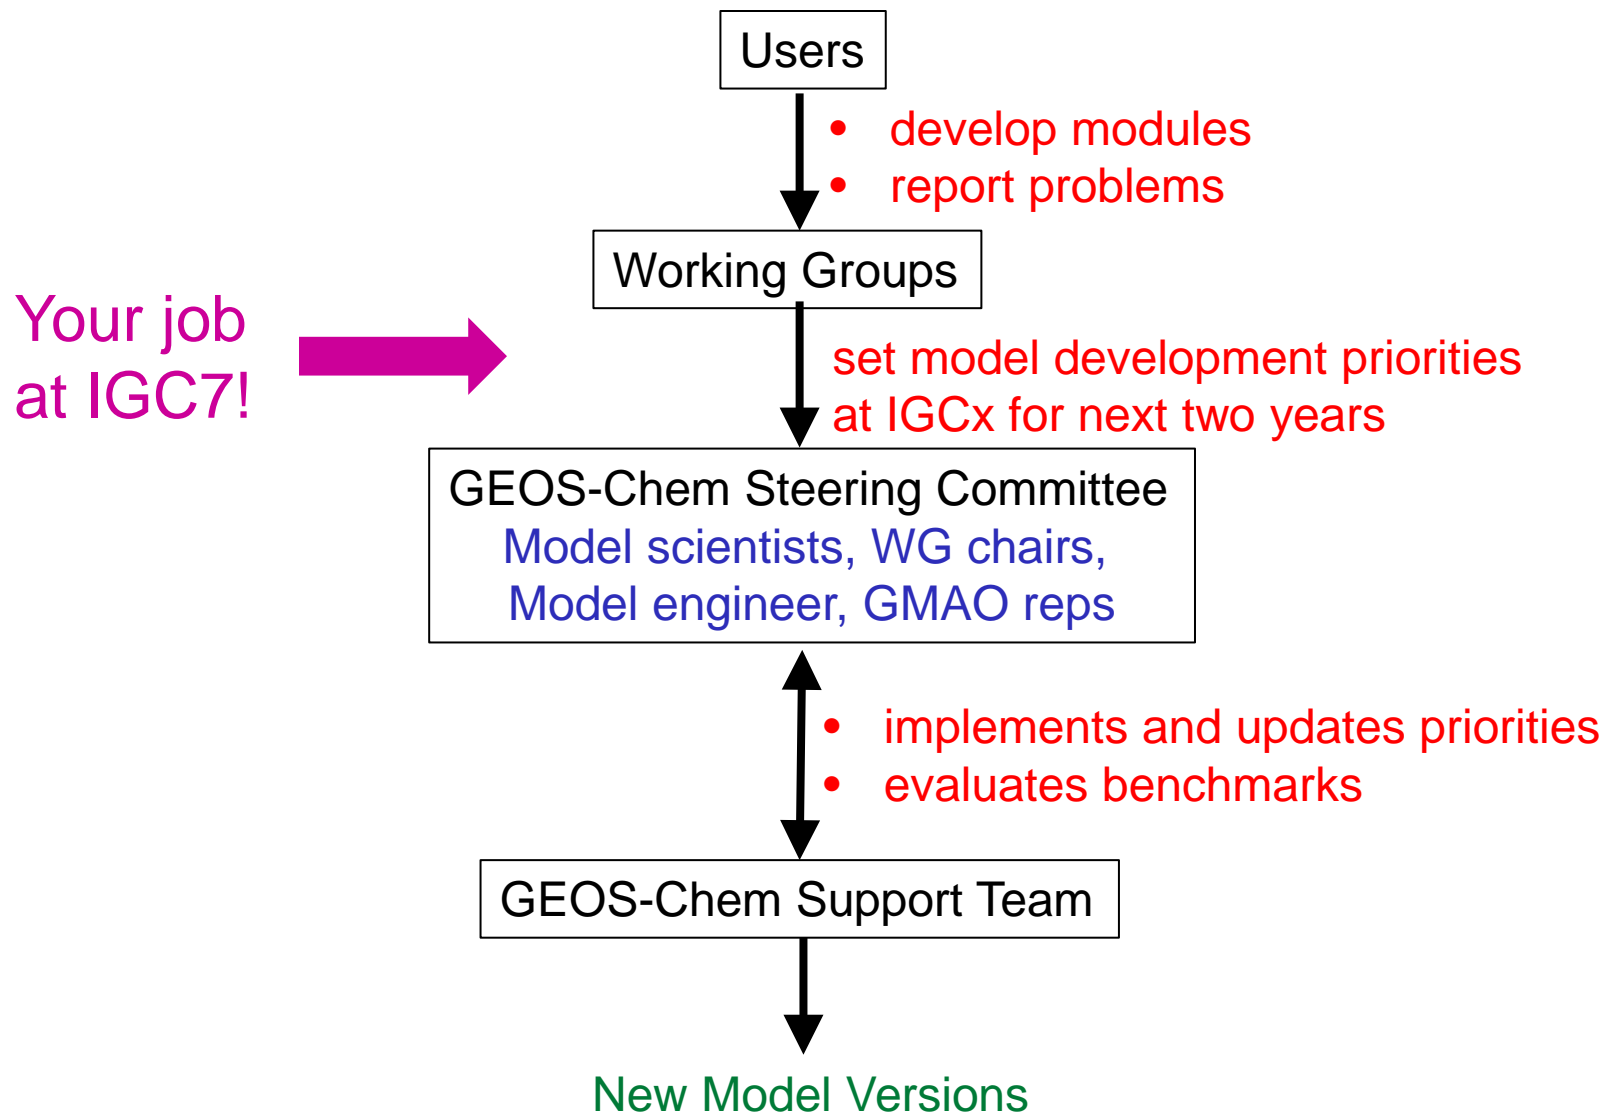 Users
• develop modules
• report problems
Working Groups
Your job
at IGC7!
set model development priorities
at IGCx for next two years
GEOS-Chem Steering Committee
Model scientists, WG chairs,
Model engineer, GMAO reps
• implements and updates priorities
• evaluates benchmarks
GEOS-Chem Support Team
New Model Versions